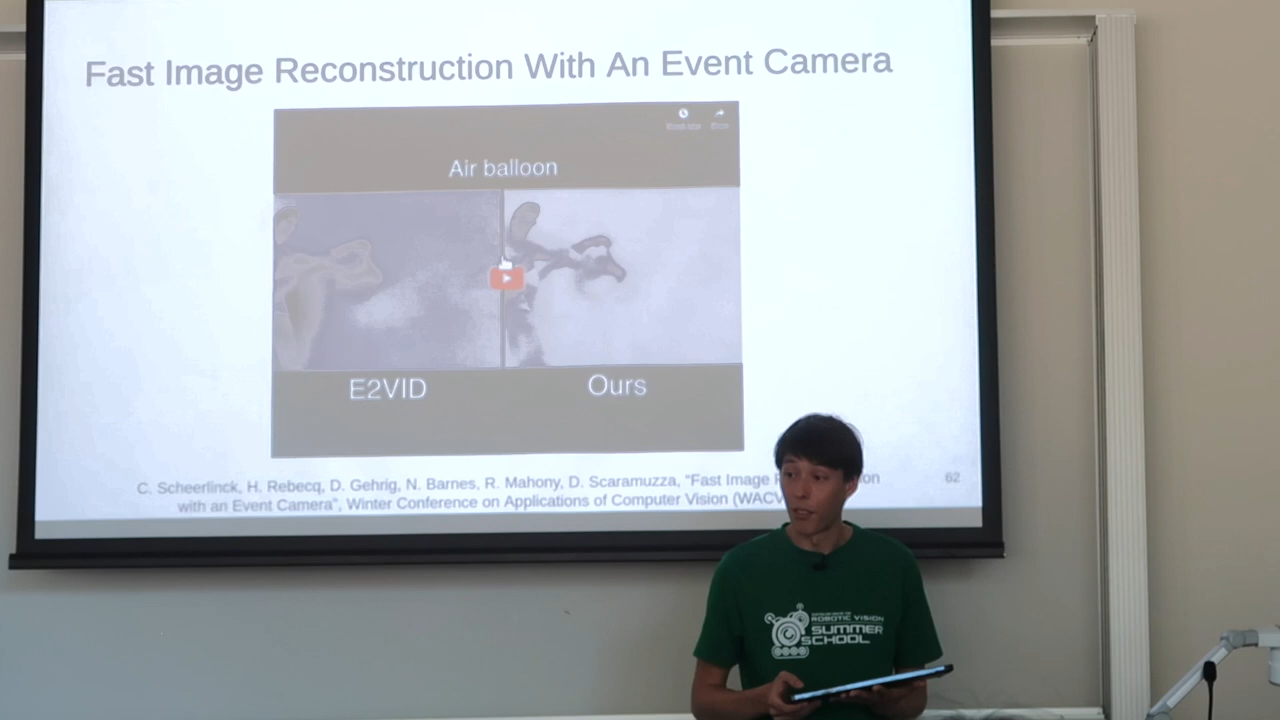 Fast Image Reconstruction With An Event Camera
Air balloon
E2VID
Ours
C. Scheerlinck, H. Rebecq, D. Gehrig, N. Barnes, R. Mahony, D. Scaramuzza, "Fast Image
with an Event Camera", Winter Conference on Applications of Computer Vision (WACV
62
ROBOTIC VISION
SUMMER
SCHOOL